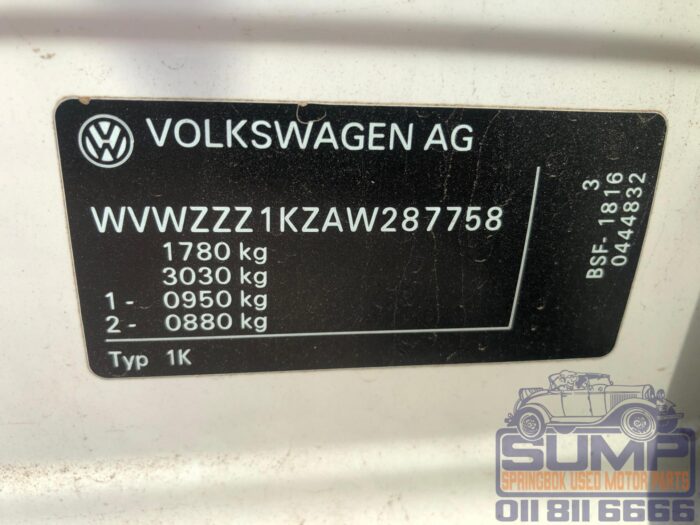 VOLKSWAGEN AG
WVWZZZ1KZAW287758
1780 kg
3030 kg
1 - 0950 kg
2 - 0880 kg
Typ 1K
3
BSF- 1816
0444832
SUMP
SPRINGBOK USED MOTOR PARTS
011 811 6666